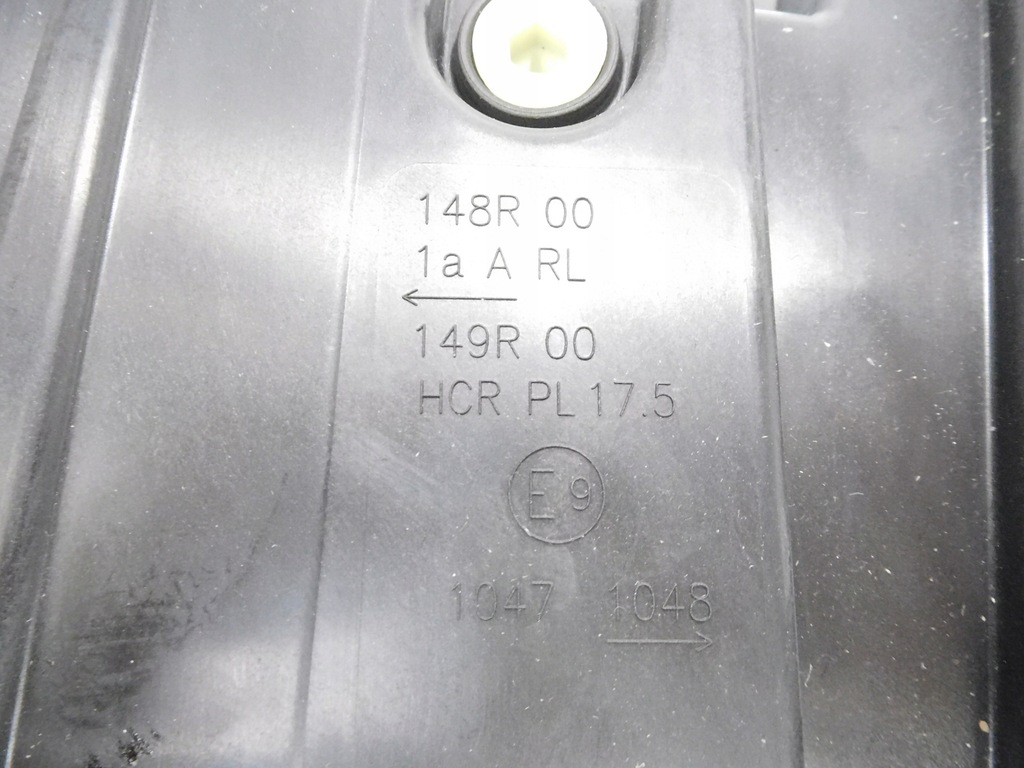 148R 00
1a A RL
←
149R 00
HCR PL 17.5
E9
1047 1048
→